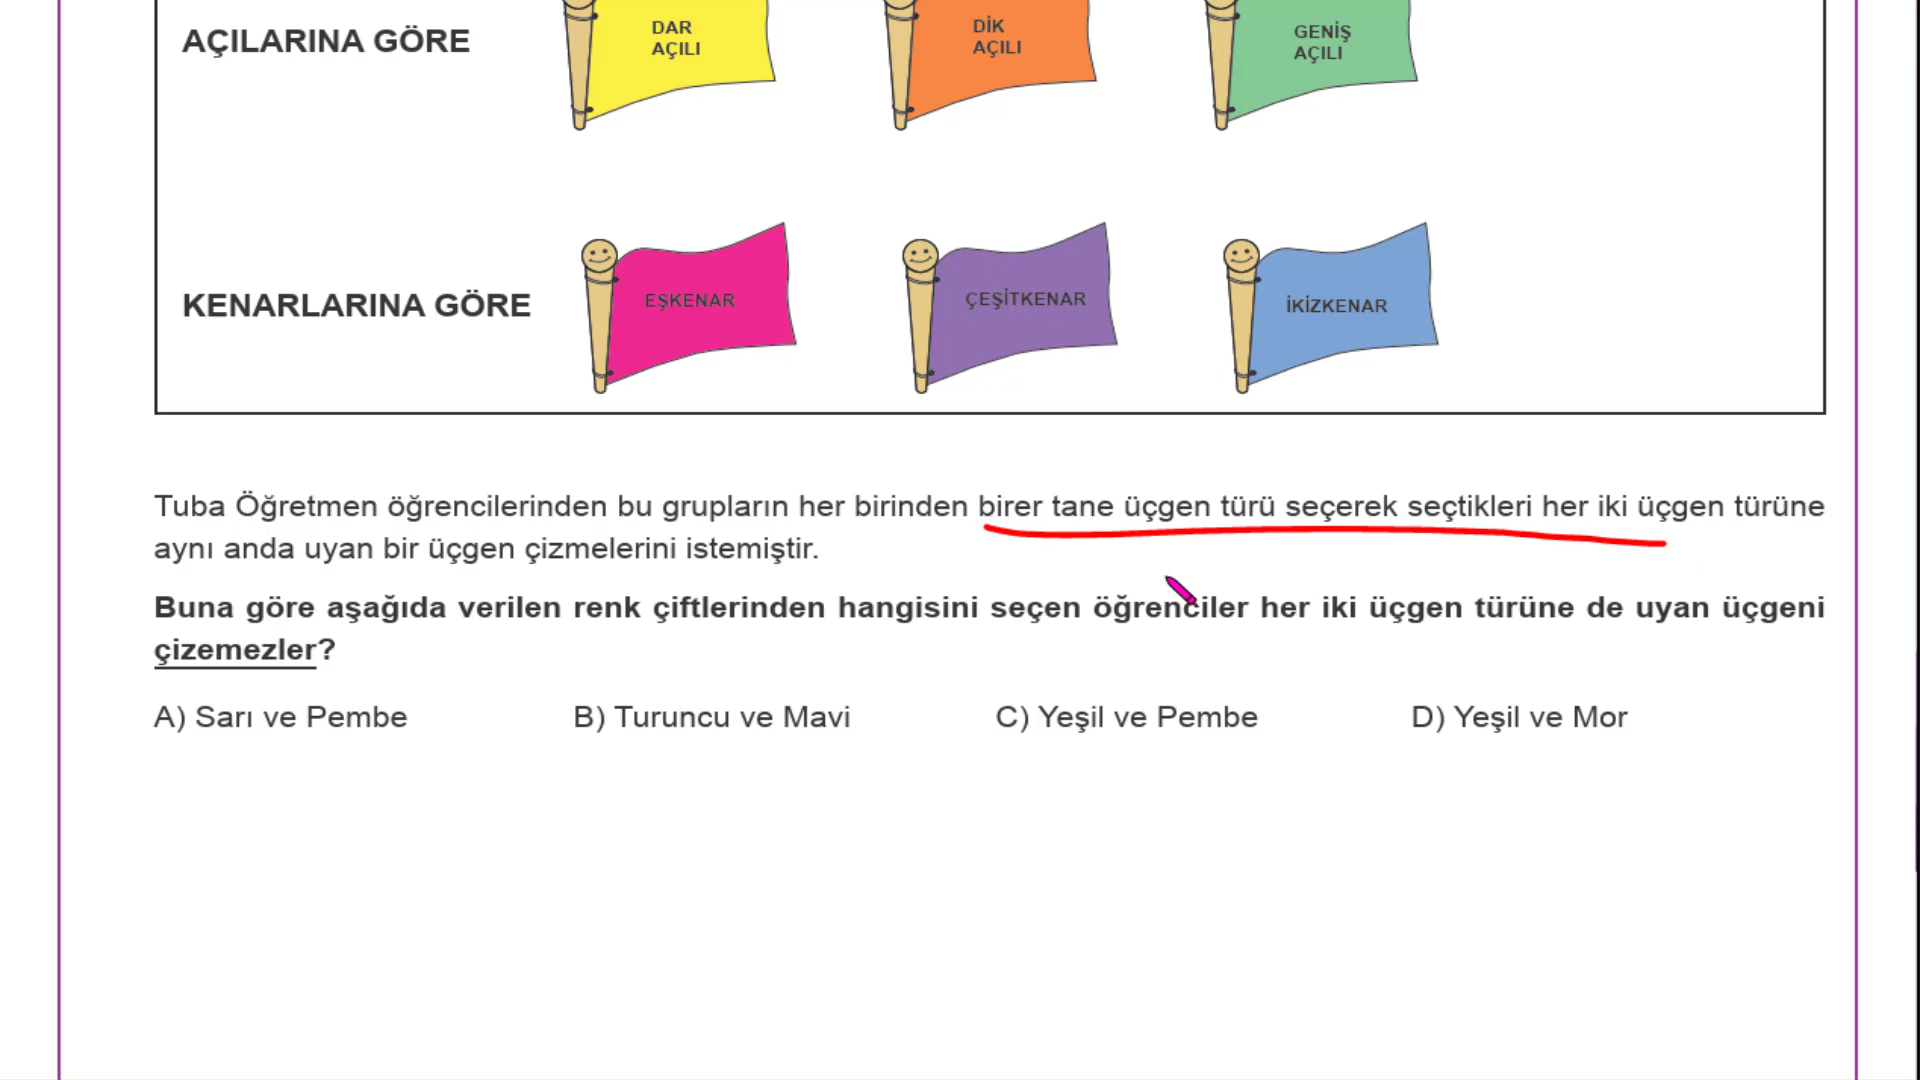 AÇILARINA GÖRE
DAR
AÇILI
DİK
AÇILI
GENİŞ
AÇILI
KENARLARINA GÖRE
EŞKENAR
ÇEŞİTKENAR
İKİZKENAR
Tuba Öğretmen öğrencilerinden bu grupların her birinden birer tane üçgen türü seçerek seçtikleri her iki üçgen türüne
aynı anda uyan bir üçgen çizmelerini istemiştir.
Buna göre aşağıda verilen renk çiftlerinden hangisini seçen öğrenciler her iki üçgen türüne de uyan üçgeni
çizemezler?
A) Sarı ve Pembe
B) Turuncu ve Mavi
C) Yeşil ve Pembe
D) Yeşil ve Mor